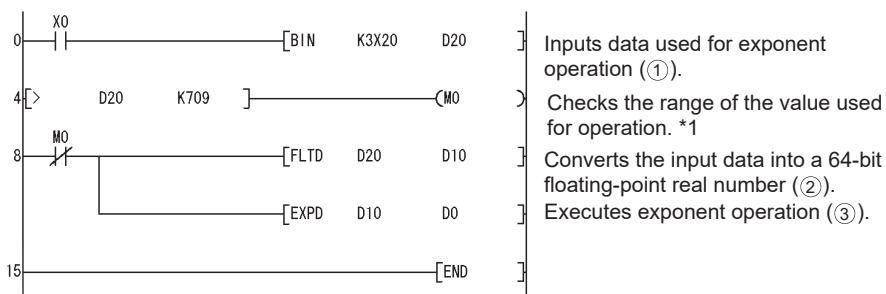 X0
0 [BIN K3X20 D20 ]
Inputs data used for exponent
operation (①).
4 [> D20 K709 ] (M0 )
Checks the range of the value used
for operation. *1
M0
8 [FLTD D20 D10 ]
Converts the input data into a 64-bit
floating-point real number (②).
[EXPD D10 D0 ]
Executes exponent operation (③).
15 [END ]